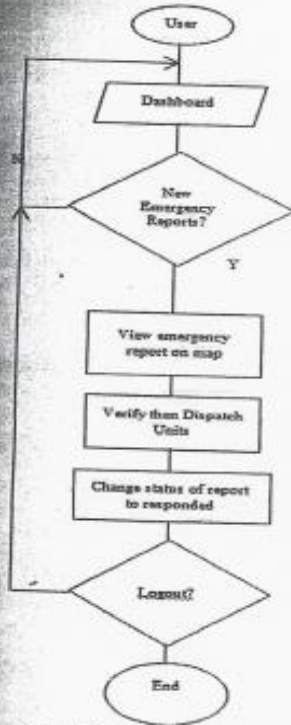 User
Dashboard
N
New
Emergency
Reports?
Y
View emergency
report on map
Verify then Dispatch
Units
Change status of report
to responded
Logout?
End